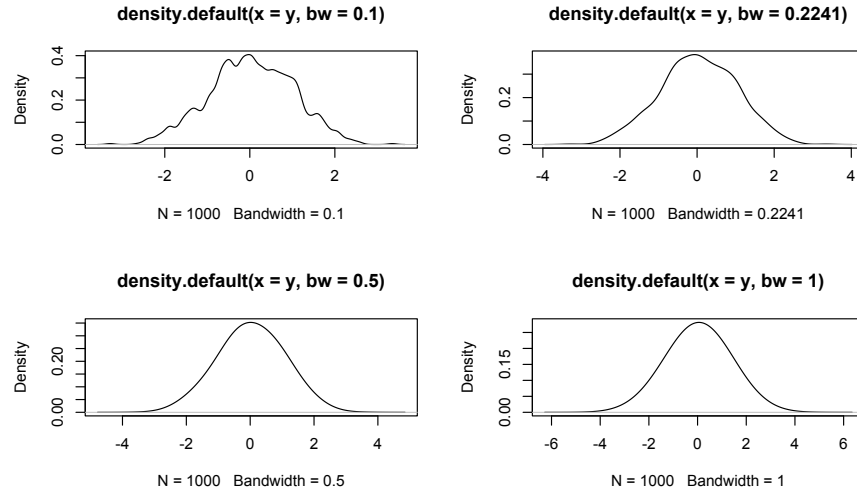 density.default(x = y, bw = 0.1)
Density
0.0 0.2 0.4
-2 0 2
N = 1000 Bandwidth = 0.1
density.default(x = y, bw = 0.2241)
Density
0.0 0.2
-4 -2 0 2 4
N = 1000 Bandwidth = 0.2241
density.default(x = y, bw = 0.5)
Density
0.00 0.20
-4 -2 0 2 4
N = 1000 Bandwidth = 0.5
density.default(x = y, bw = 1)
Density
0.00 0.15
-6 -4 -2 0 2 4 6
N = 1000 Bandwidth = 1